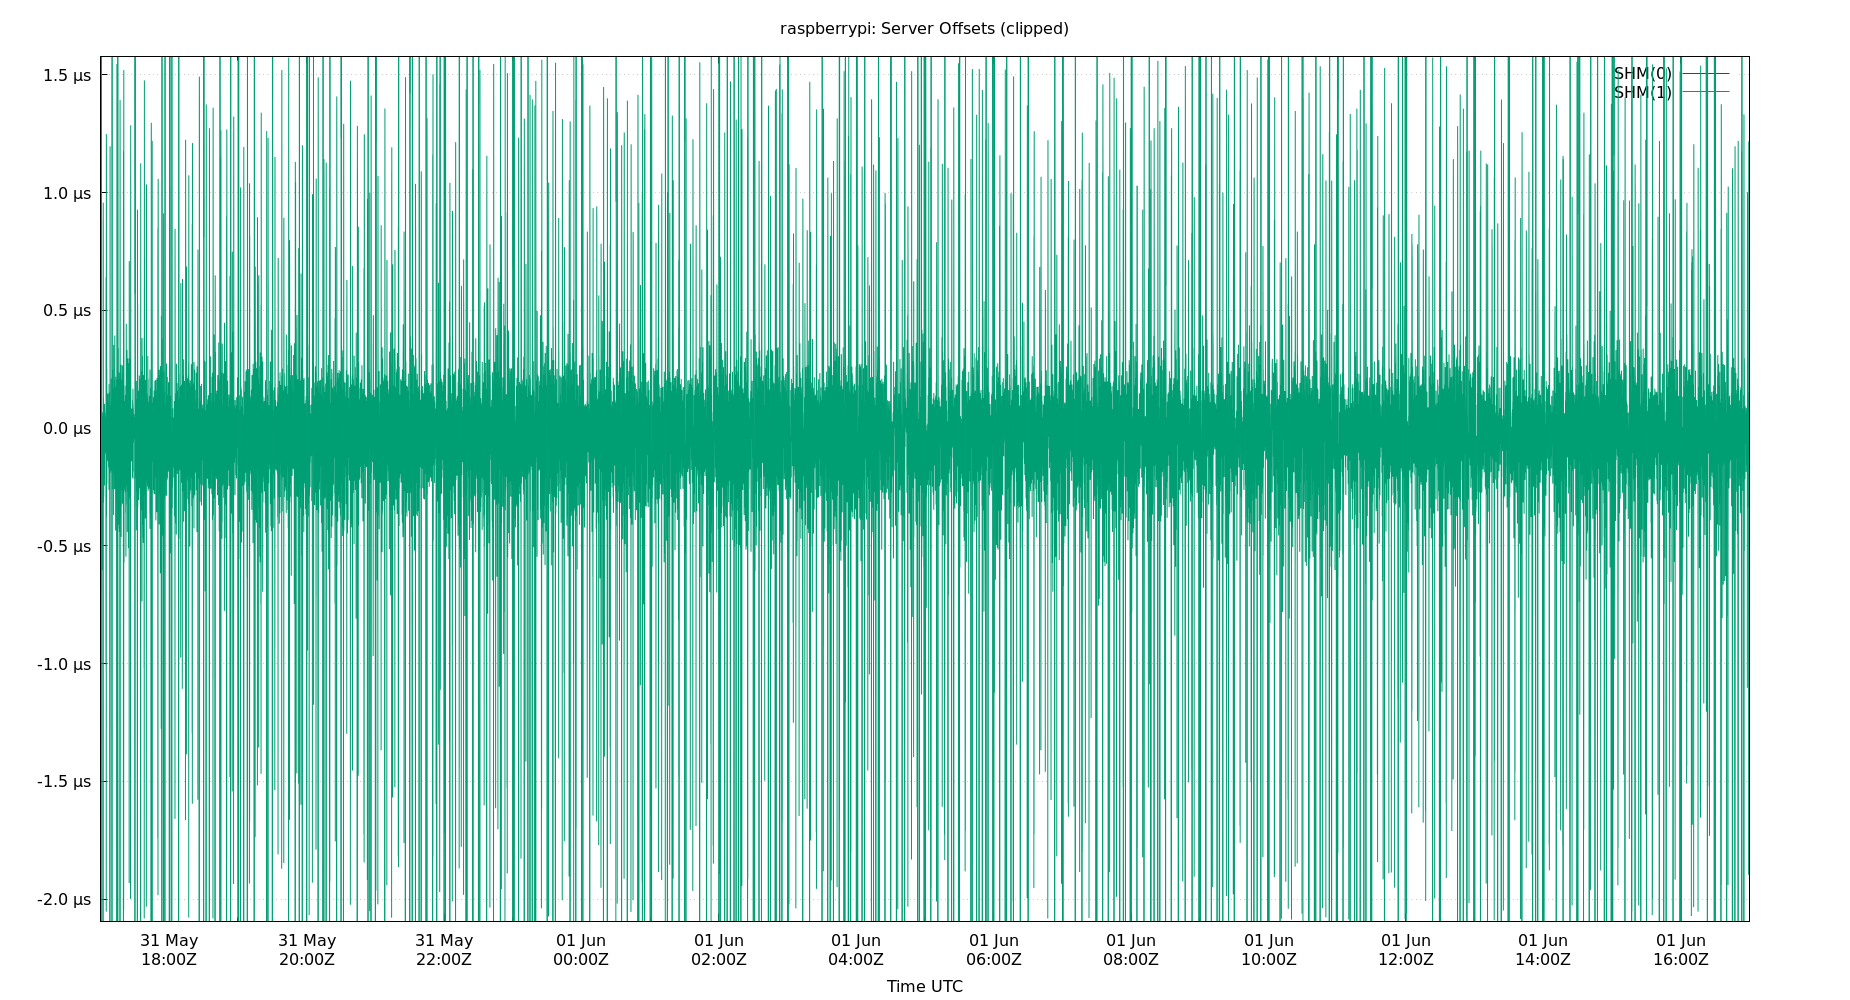 raspberrypi: Server Offsets (clipped)
1.5 µs
1.0 µs
0.5 µs
0.0 µs
-0.5 µs
-1.0 µs
-1.5 µs
-2.0 µs
SHM(0)
SHM(1)
31 May 31 May 31 May 01 Jun 01 Jun 01 Jun 01 Jun 01 Jun 01 Jun 01 Jun 01 Jun 01 Jun
18:00Z 20:00Z 22:00Z 00:00Z 02:00Z 04:00Z 06:00Z 08:00Z 10:00Z 12:00Z 14:00Z 16:00Z
Time UTC